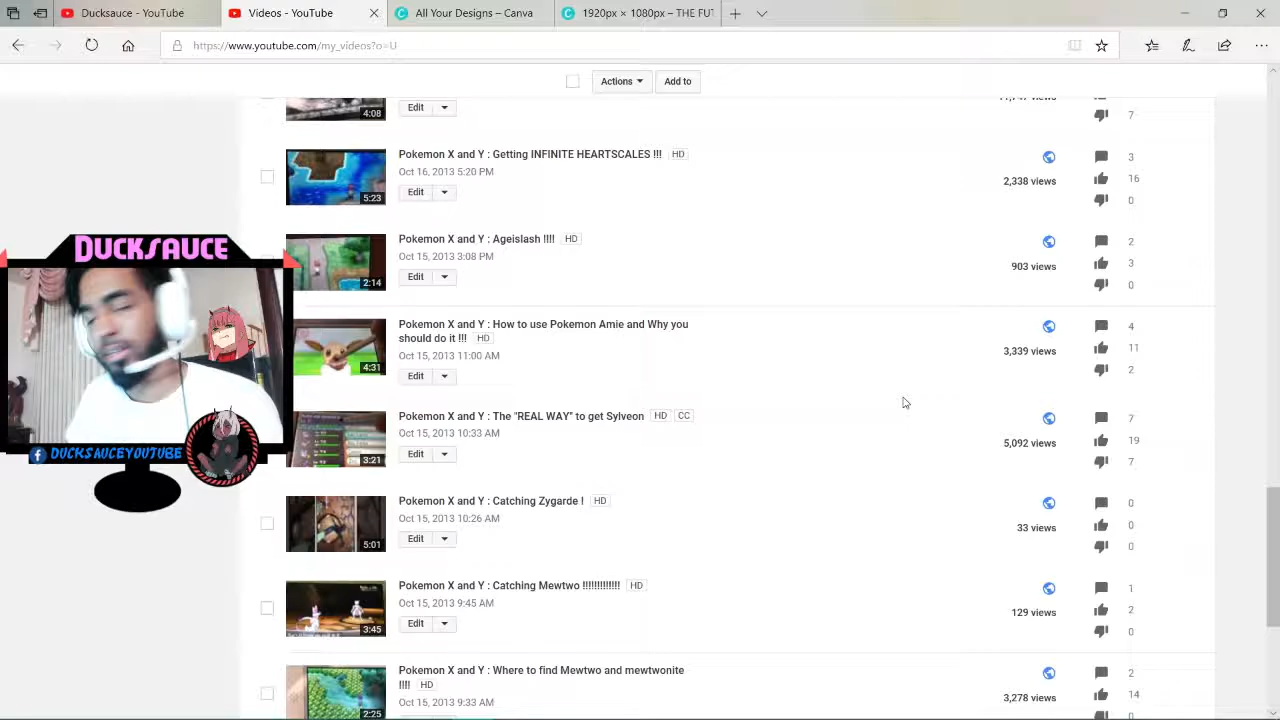 Ducksauce - YouTube
Videos - YouTube
All Your Designs – Canva
1920px × 1080px – THE FUT
https://www.youtube.com/my_videos?o=U
Actions
Add to
4:08
Edit
views
7
Pokemon X and Y : Getting INFINITE HEARTSCALES !!! HD
Oct 16, 2013 5:20 PM
Edit
5:23
2,338 views
3
16
0
Pokemon X and Y : Ageislash !!!! HD
Oct 15, 2013 3:08 PM
Edit
2:14
903 views
2
3
0
DUCKSAUCE
Pokemon X and Y : How to use Pokemon Amie and Why you
should do it !!! HD
Oct 15, 2013 11:00 AM
Edit
4:31
3,339 views
4
11
2
Pokemon X and Y : The "REAL WAY" to get Sylveon HD CC
Oct 15, 2013 10:33 AM
Edit
3:21
5,092 views
7
19
7
DUCKSAUCEYOUTUBE
Pokemon X and Y : Catching Zygarde ! HD
Oct 15, 2013 10:26 AM
Edit
5:01
33 views
0
0
0
Pokemon X and Y : Catching Mewtwo !!!!!!!!!!!!! HD
Oct 15, 2013 9:45 AM
Edit
3:45
129 views
1
2
0
Pokemon X and Y : Where to find Mewtwo and mewtwonite
!!!! HD
Oct 15, 2013 9:33 AM
2:25
3,278 views
2
14
0